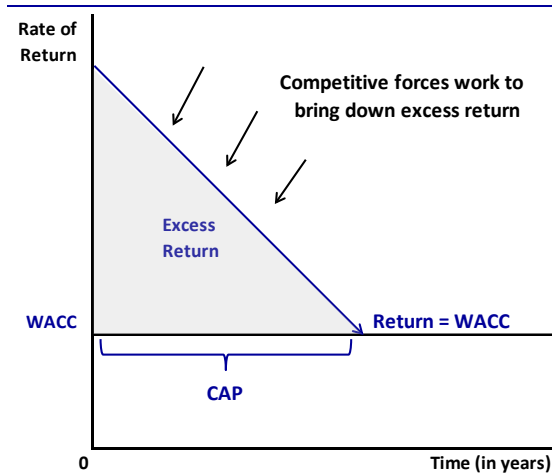 Rate of
Return
Competitive forces work to
bring down excess return
Excess
Return
WACC
Return = WACC
CAP
0
Time (in years)